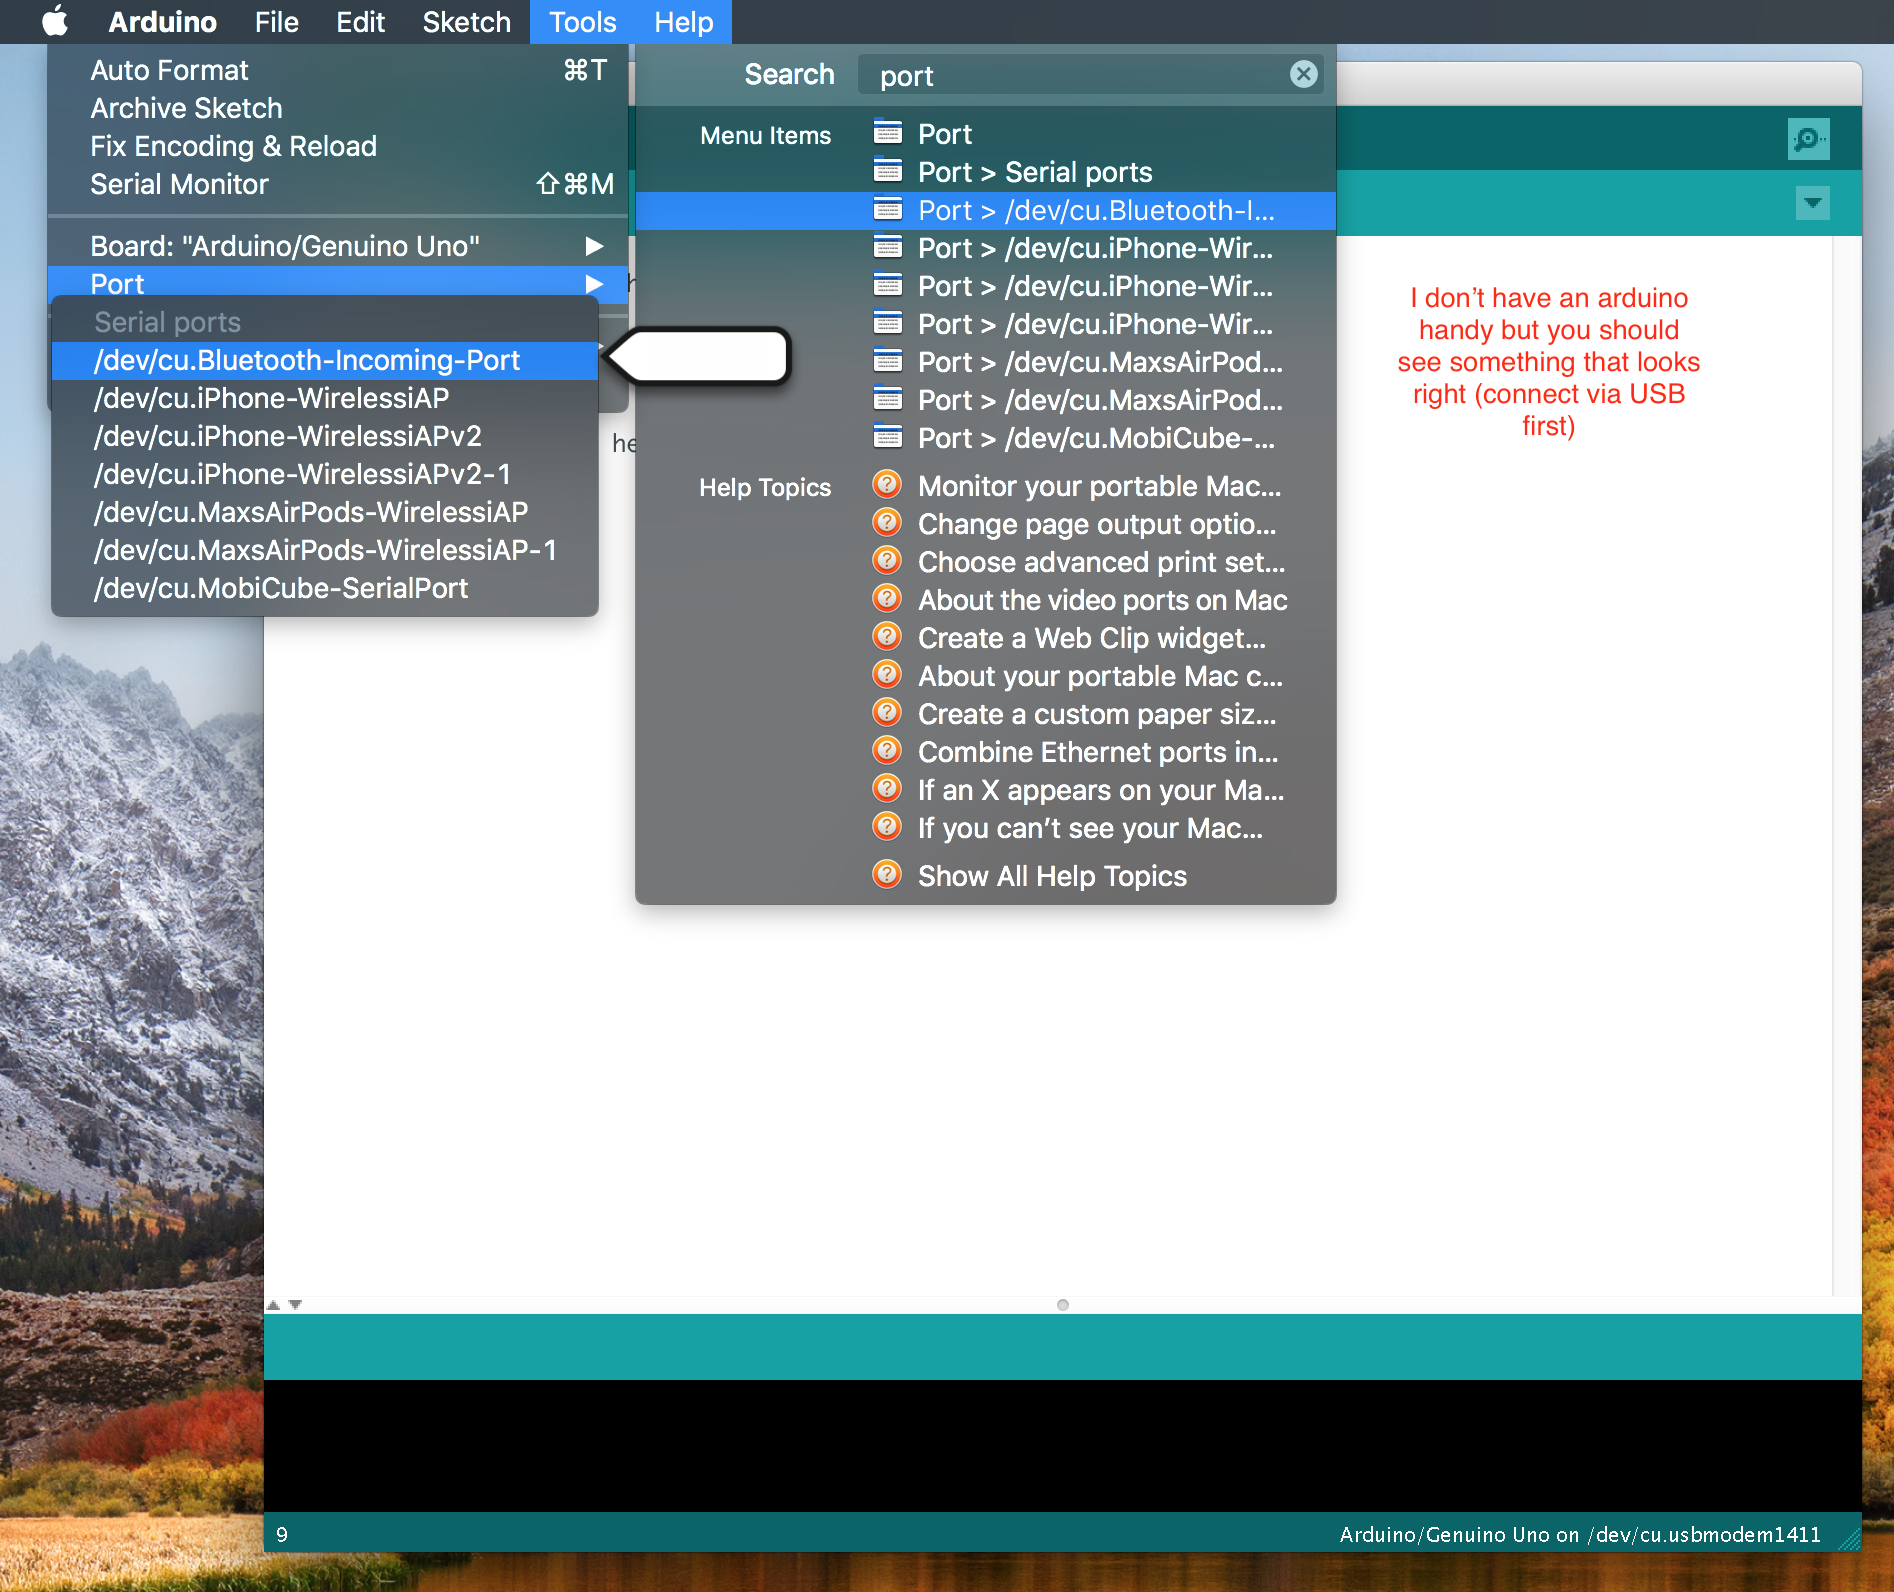 Arduino File Edit Sketch Tools Help
Auto Format ⌘T
Archive Sketch
Fix Encoding & Reload
Serial Monitor ⇧⌘M
Board: "Arduino/Genuino Uno" ▶
Port ▶
Serial ports
/dev/cu.Bluetooth-Incoming-Port
/dev/cu.iPhone-WirelessiAP
/dev/cu.iPhone-WirelessiAPv2
/dev/cu.iPhone-WirelessiAPv2-1
/dev/cu.MaxsAirPods-WirelessiAP
/dev/cu.MaxsAirPods-WirelessiAP-1
/dev/cu.MobiCube-SerialPort
he
Search port
Menu Items
Port
Port > Serial ports
Port > /dev/cu.Bluetooth-I...
Port > /dev/cu.iPhone-Wir...
Port > /dev/cu.iPhone-Wir...
Port > /dev/cu.iPhone-Wir...
Port > /dev/cu.MaxsAirPod...
Port > /dev/cu.MaxsAirPod...
Port > /dev/cu.MobiCube-...
Help Topics
Monitor your portable Mac...
Change page output optio...
Choose advanced print set...
About the video ports on Mac
Create a Web Clip widget...
About your portable Mac c...
Create a custom paper siz...
Combine Ethernet ports in...
If an X appears on your Ma...
If you can't see your Mac...
Show All Help Topics
I don't have an arduino
handy but you should
see something that looks
right (connect via USB
first)
9
Arduino/Genuino Uno on /dev/cu.usbmodem1411